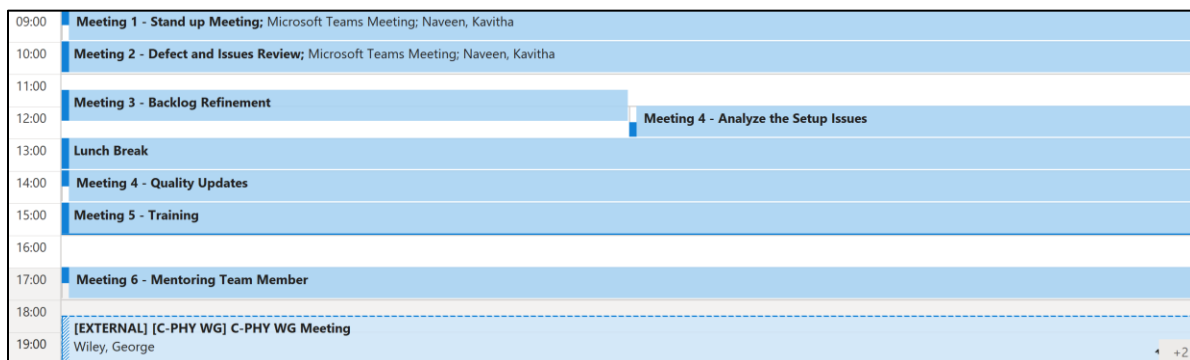 09:00 Meeting 1 - Stand up Meeting; Microsoft Teams Meeting; Naveen, Kavitha
10:00 Meeting 2 - Defect and Issues Review; Microsoft Teams Meeting; Naveen, Kavitha
11:00
Meeting 3 - Backlog Refinement
12:00 Meeting 4 - Analyze the Setup Issues
13:00 Lunch Break
14:00 Meeting 4 - Quality Updates
15:00 Meeting 5 - Training
16:00
17:00 Meeting 6 - Mentoring Team Member
18:00
[EXTERNAL] [C-PHY WG] C-PHY WG Meeting
19:00 Wiley, George
+2